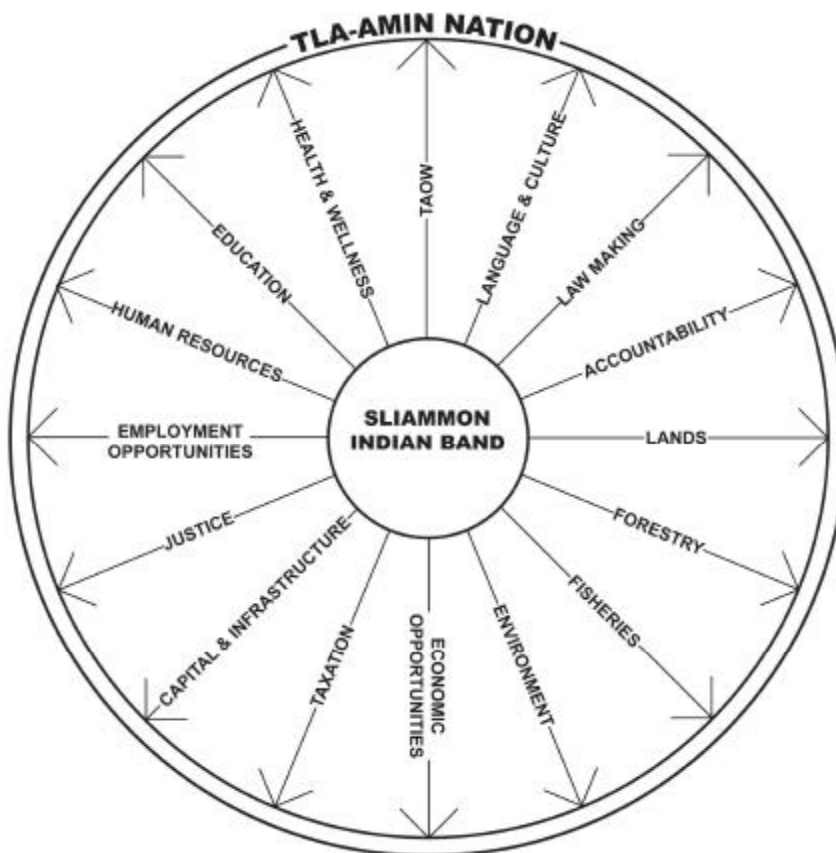 TLA-AMIN NATION
TAOW
LANGUAGE & CULTURE
LAW MAKING
ACCOUNTABILITY
LANDS
FORESTRY
FISHERIES
ENVIRONMENT
ECONOMIC
OPPORTUNITIES
TAXATION
CAPITAL & INFRASTRUCTURE
JUSTICE
EMPLOYMENT
OPPORTUNITIES
HUMAN RESOURCES
EDUCATION
HEALTH & WELLNESS
SLIAMMON
INDIAN BAND